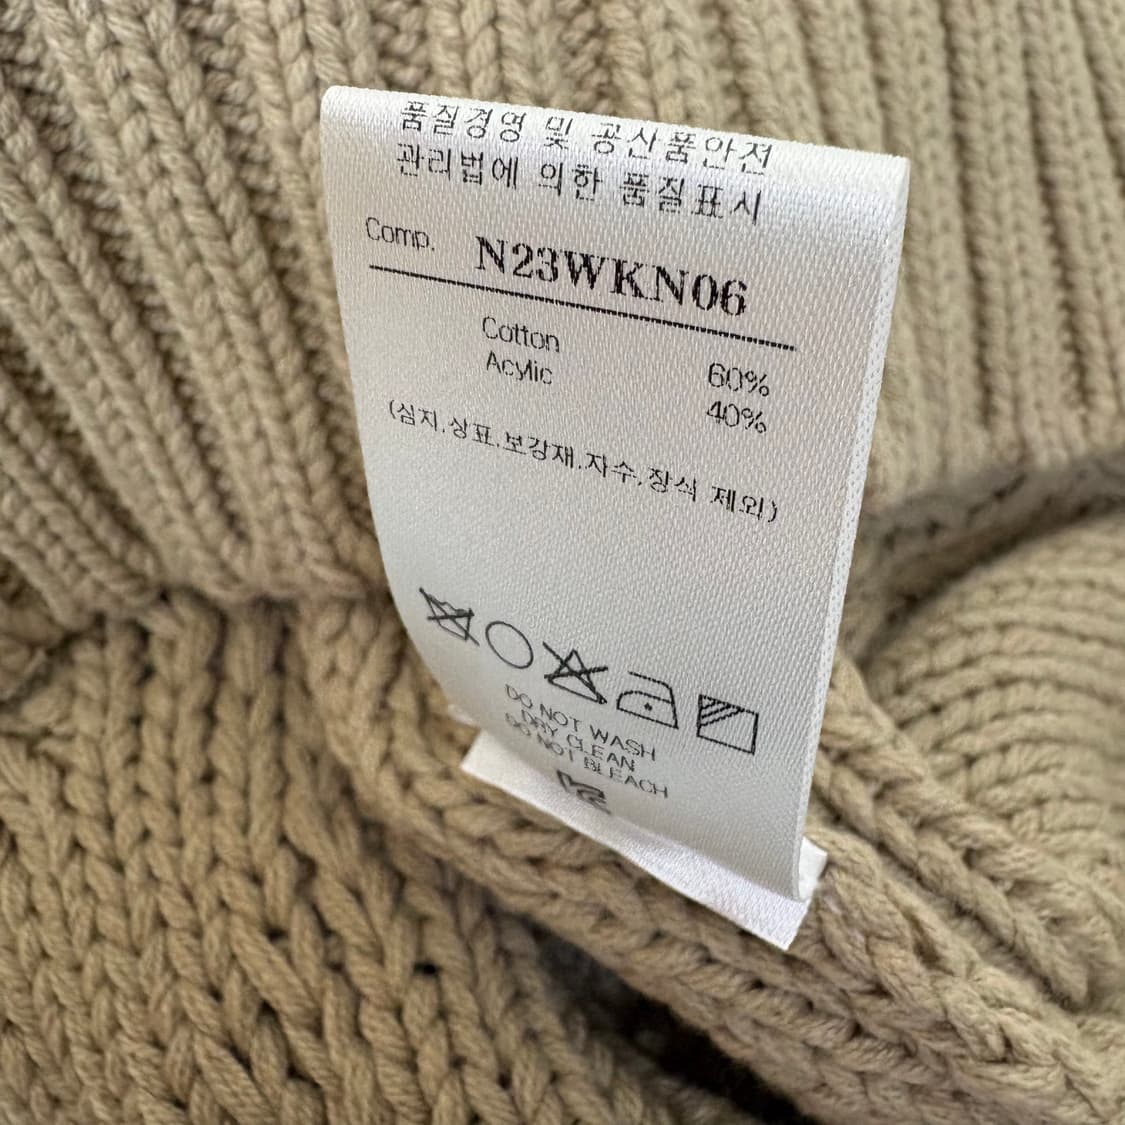 품질경영 및 공산품안전
관리법에 의한 품질표시
Comp. N23WKN06
Cotton 60%
Acylic 40%
(심지.상표.보강재.자수.장식 제외)
DO NOT WASH
DRY CLEAN
DO NOT BLEACH